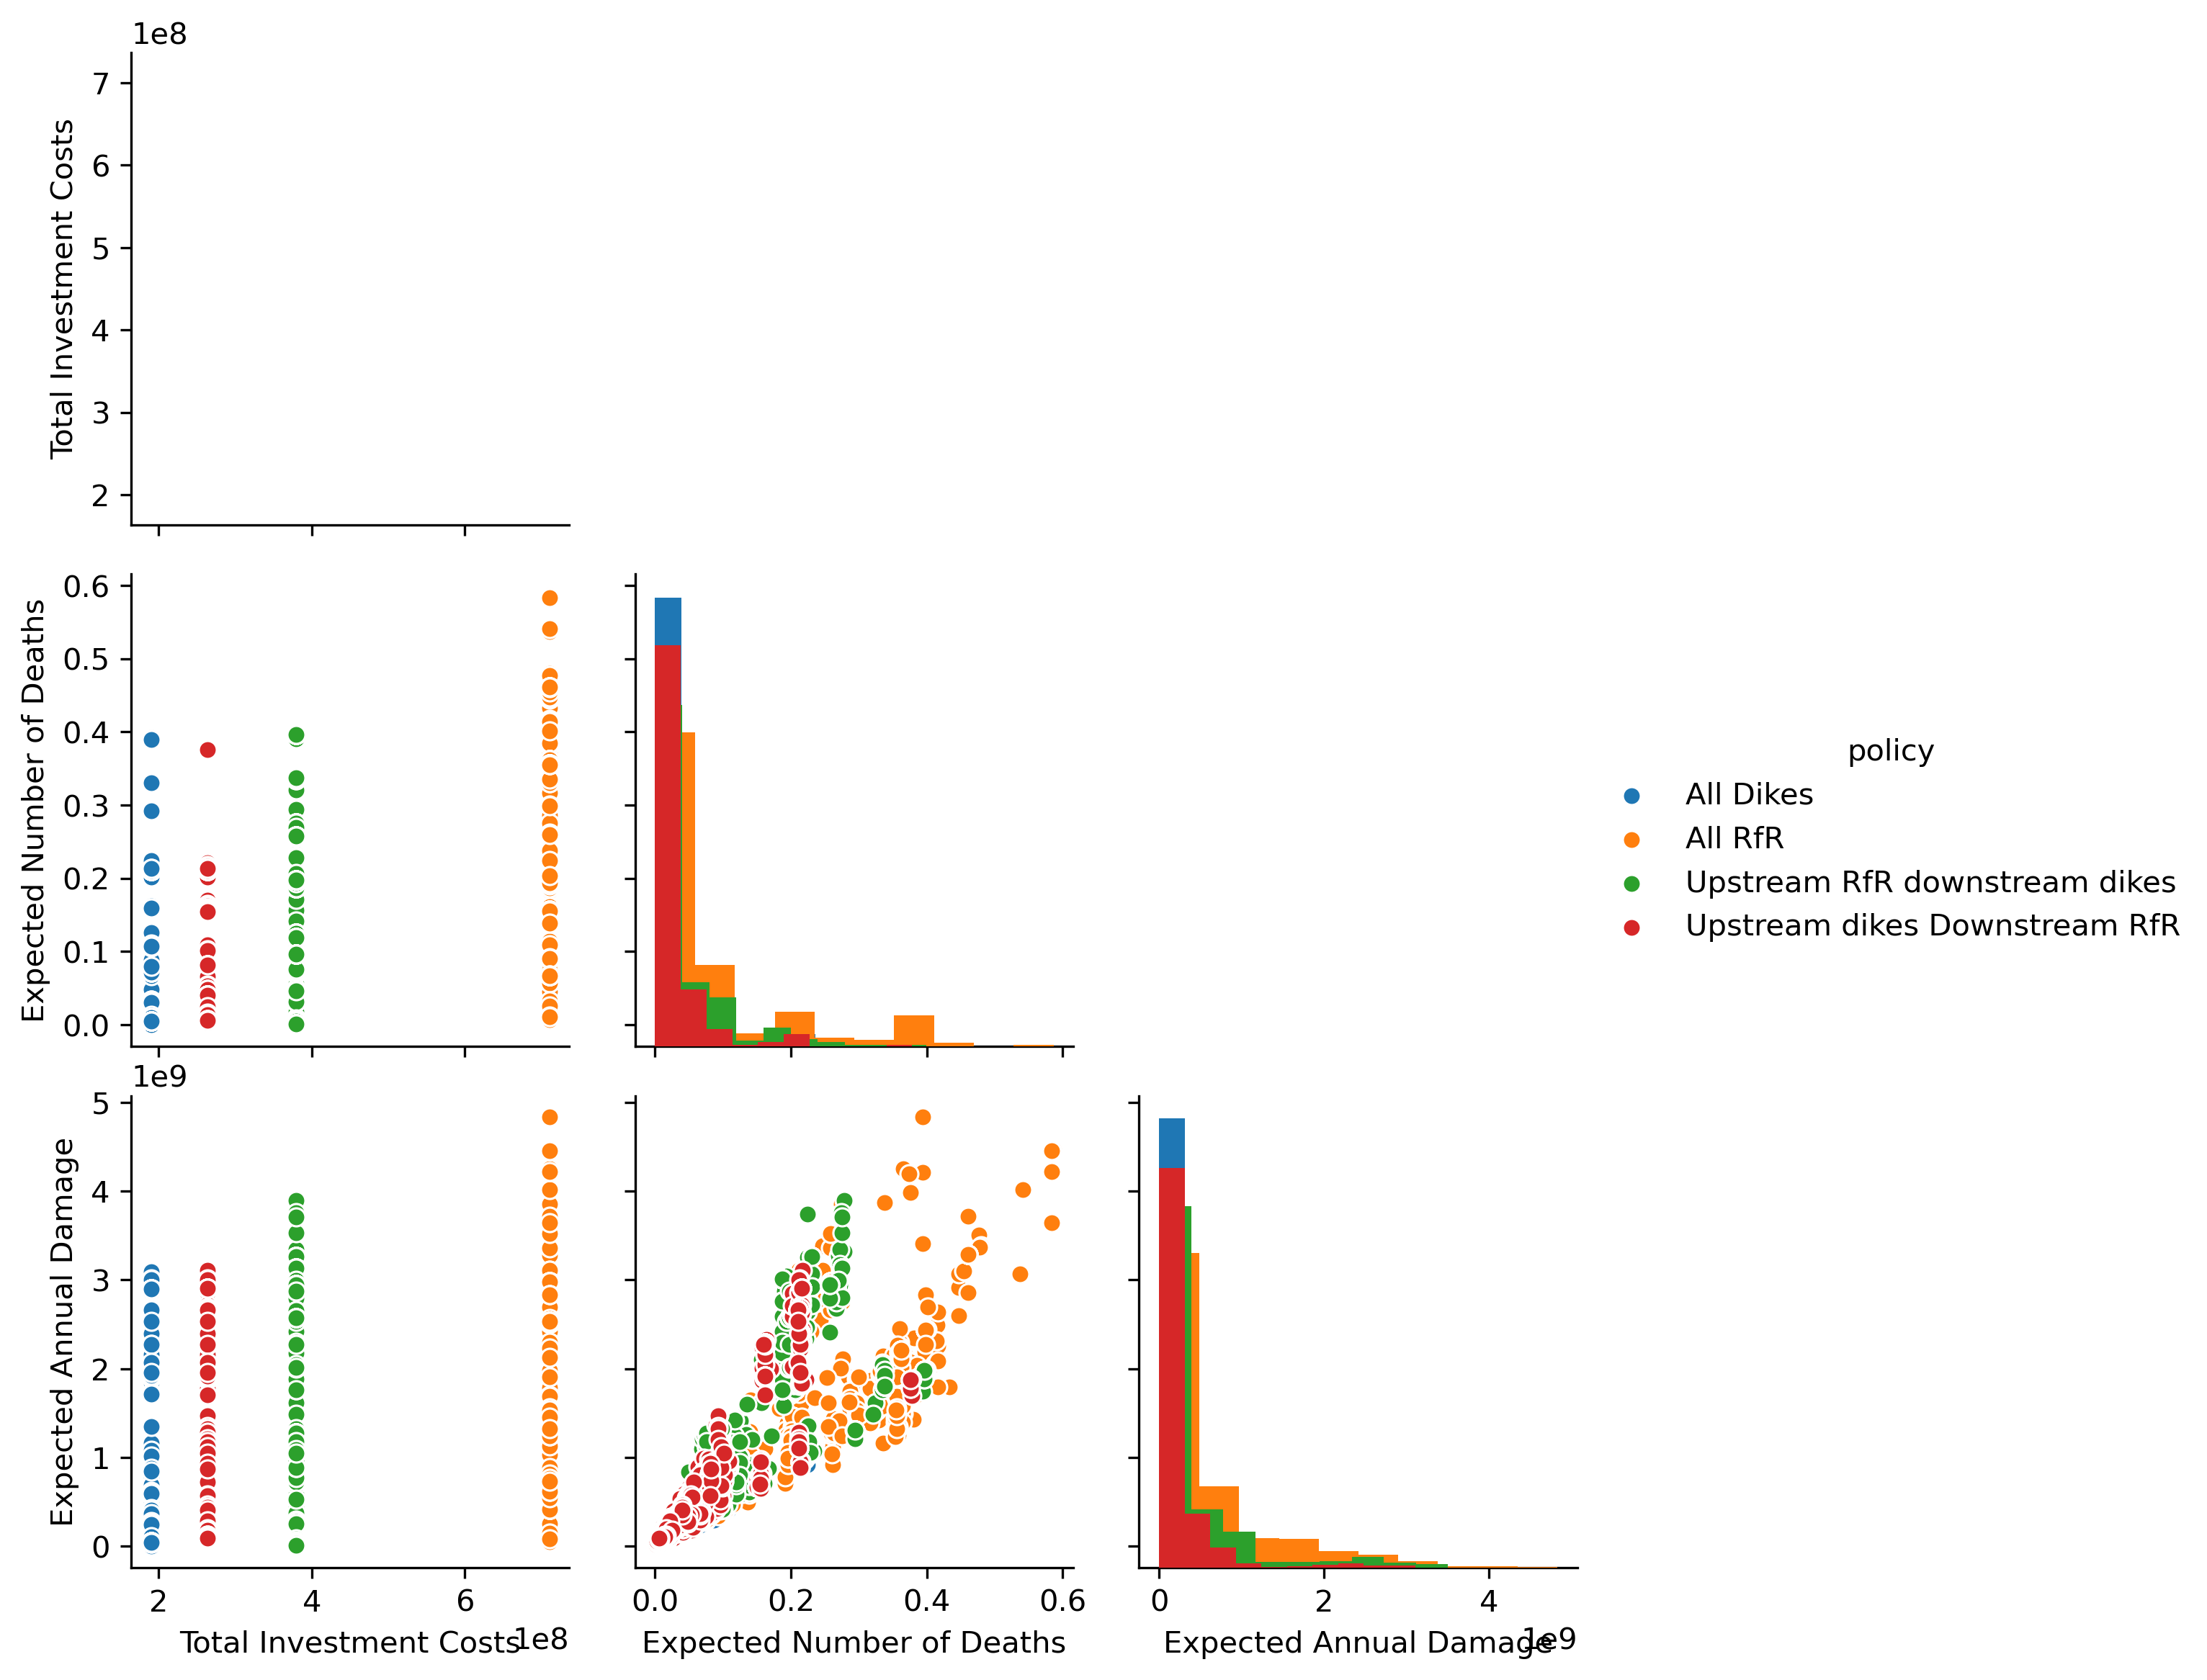 1e8
7
6
5
4
3
2
Total Investment Costs
0.6
0.5
0.4
0.3
0.2
0.1
0.0
Expected Number of Deaths
policy
All Dikes
All RfR
Upstream RfR downstream dikes
Upstream dikes Downstream RfR
1e9
5
4
3
2
1
0
Expected Annual Damage
2 4 6
0.0 0.2 0.4 0.6
0 2 4
Total Investment Costs 1e8
Expected Number of Deaths
Expected Annual Damage 1e9